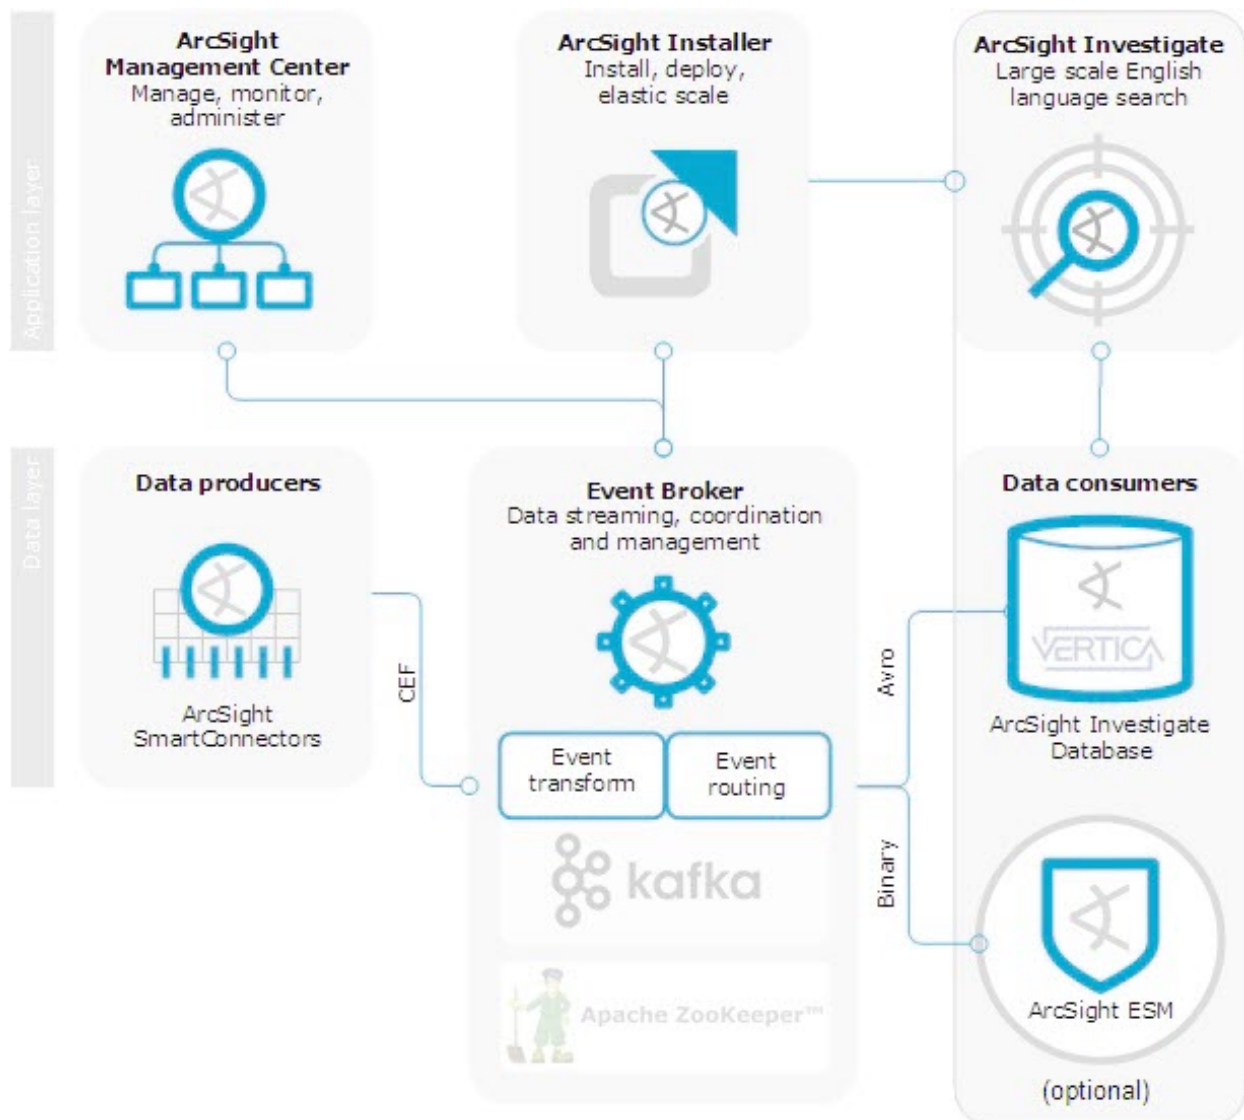 Application layer
ArcSight
Management Center
Manage, monitor,
administer
ArcSight Installer
Install, deploy,
elastic scale
ArcSight Investigate
Large scale English
language search
Data layer
Data producers
ArcSight
SmartConnectors
CEF
Event Broker
Data streaming, coordination
and management
Event
transform
Event
routing
kafka
Apache ZooKeeper™
Avro
Binary
Data consumers
VERTICA
ArcSight Investigate
Database
ArcSight ESM
(optional)